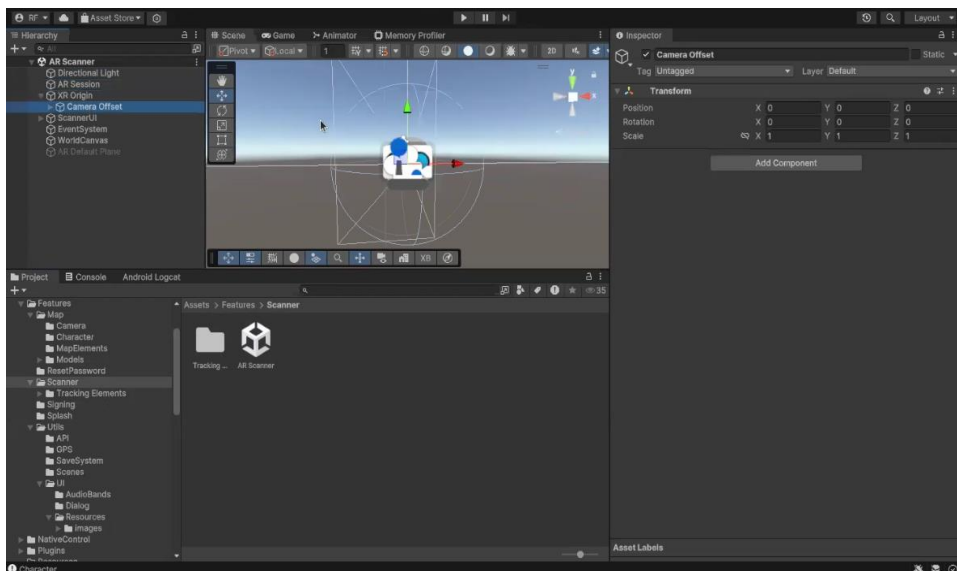 RF Asset Store Layout
Hierarchy
All
AR Scanner
Directional Light
AR Session
XR Origin
Camera Offset
ScannerUI
EventSystem
WorldCanvas
AR Default Plane
Scene Game Animator Memory Profiler
Pivot Local 1 2D
y
x
XB
Inspector
Camera Offset Static
Tag Untagged Layer Default
Transform
Position X 0 Y 0 Z 0
Rotation X 0 Y 0 Z 0
Scale X 1 Y 1 Z 1
Add Component
Project Console Android Logcat
35
Features
Map
Camera
Character
MapElements
Models
ResetPassword
Scanner
Tracking Elements
Signing
Splash
Utils
API
GPS
SaveSystem
Scenes
UI
AudioBands
Dialog
Resources
images
NativeControl
Plugins
Assets > Features > Scanner
Tracking ... AR Scanner
Asset Labels
Character